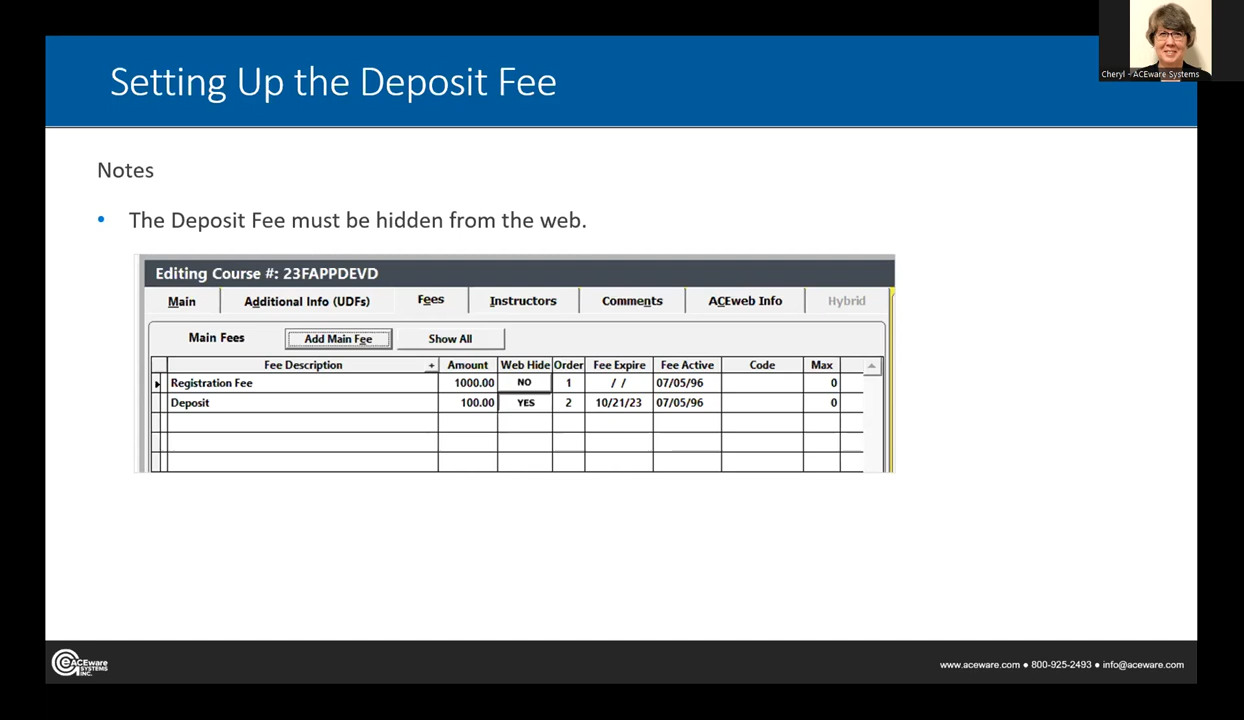 Cheryl - ACEware Systems
Setting Up the Deposit Fee
Notes
• The Deposit Fee must be hidden from the web.
Editing Course #: 23FAPPDEVD
Main Additional Info (UDFs) Fees Instructors Comments ACEweb Info Hybrid
Main Fees Add Main Fee Show All
Fee Description + Amount Web Hide Order Fee Expire Fee Active Code Max
Registration Fee 1000.00 NO 1 / / 07/05/96 0
Deposit 100.00 YES 2 10/21/23 07/05/96 0
ACEware
SYSTEMS
INC.
www.aceware.com ● 800-925-2493 ● info@aceware.com